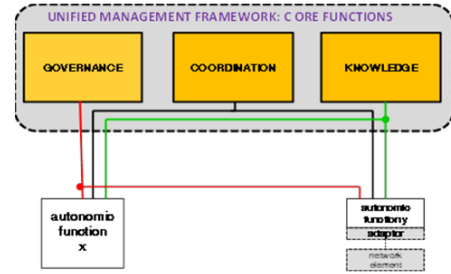 UNIFIED MANAGEMENT FRAMEWORK: C ORE FUNCTIONS
GOVERNANCE
COORDINATION
KNOWLEDGE
autonomic
function
x
autonomic
function y
adaptor
network
element